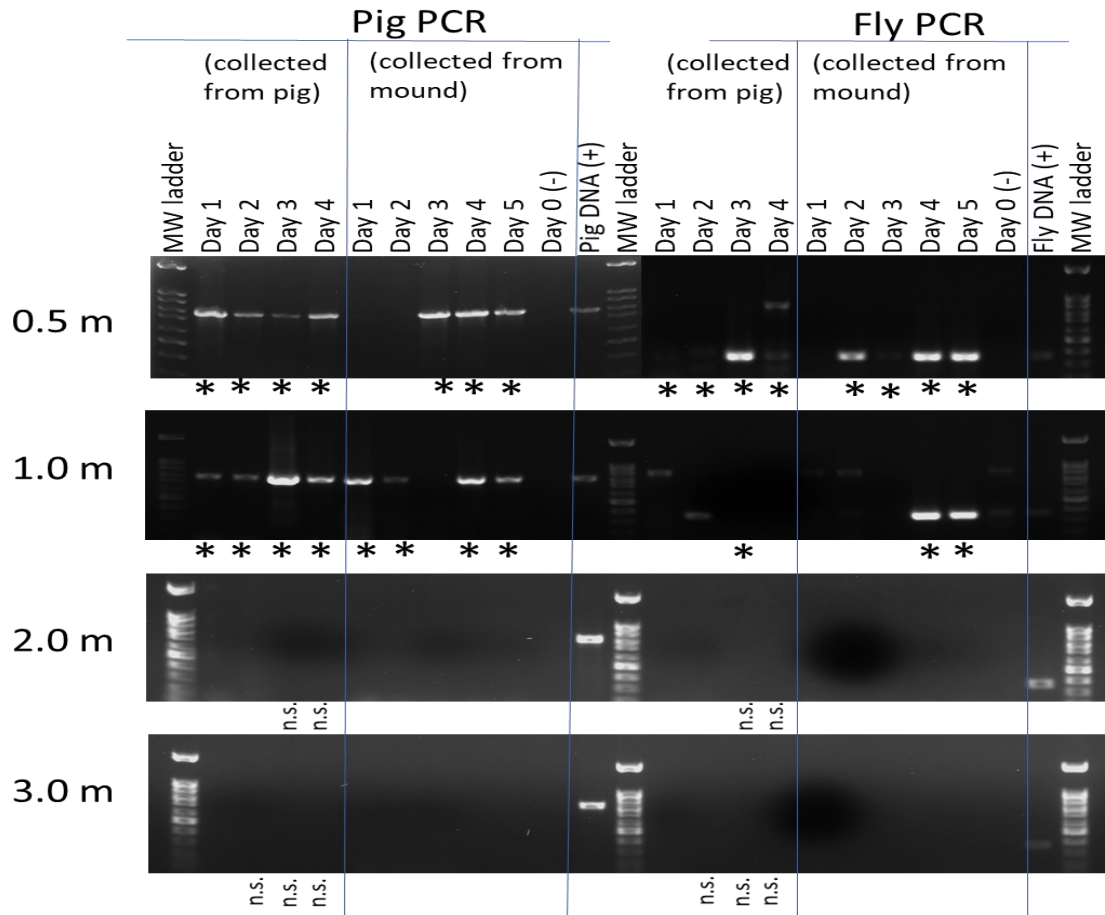 Pig PCR
Fly PCR
(collected
from pig)
(collected from
mound)
(collected
from pig)
(collected from
mound)
MW ladder
Day 1
Day 2
Day 3
Day 4
Day 1
Day 2
Day 3
Day 4
Day 5
Day 0 (-)
Pig DNA (+)
MW ladder
Day 1
Day 2
Day 3
Day 4
Day 1
Day 2
Day 3
Day 4
Day 5
Day 0 (-)
Fly DNA (+)
MW ladder
0.5 m
* * * * * * * * * * * * * * *
1.0 m
* * * * * * * * * * *
2.0 m
n.s. n.s. n.s. n.s.
3.0 m
n.s. n.s. n.s. n.s. n.s. n.s.